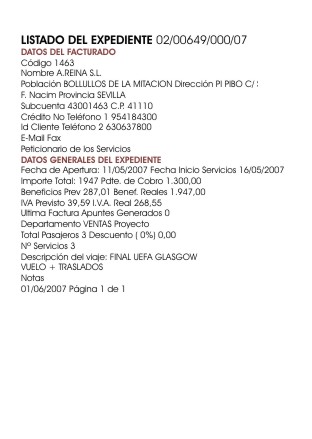 LISTADO DEL EXPEDIENTE 02/00649/000/07
DATOS DEL FACTURADO
Código 1463
Nombre A.REINA S.L.
Población BOLLULLOS DE LA MITACION Dirección PI PIBO C/ :
F. Nacim Provincia SEVILLA
Subcuenta 43001463 C.P. 41110
Crédito No Teléfono 1 954184300
Id Cliente Teléfono 2 630637800
E-Mail Fax
Peticionario de los Servicios
DATOS GENERALES DEL EXPEDIENTE
Fecha de Apertura: 11/05/2007 Fecha Inicio Servicios 16/05/2007
Importe Total: 1947 Pdte. de Cobro 1.300,00
Beneficios Prev 287,01 Benef. Reales 1.947,00
IVA Previsto 39,59 I.V.A. Real 268,55
Ultima Factura Apuntes Generados 0
Departamento VENTAS Proyecto
Total Pasajeros 3 Descuento ( 0%) 0,00
Nº Servicios 3
Descripción del viaje: FINAL UEFA GLASGOW
VUELO + TRASLADOS
Notas
01/06/2007 Página 1 de 1